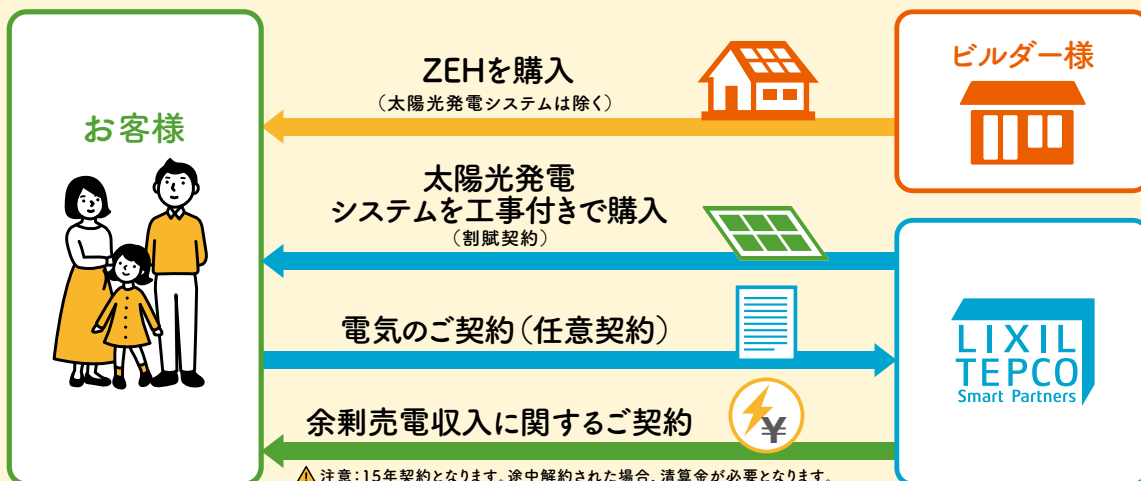 お客様
ZEHを購入
（太陽光発電システムは除く）
ビルダー様
太陽光発電
システムを工事付きで購入
（割賦契約）
電気のご契約（任意契約）
余剰売電収入に関するご契約
¥
LIXIL
TEPCO
Smart Partners
注意：15年契約となります。途中解約された場合、清算金が必要となります。